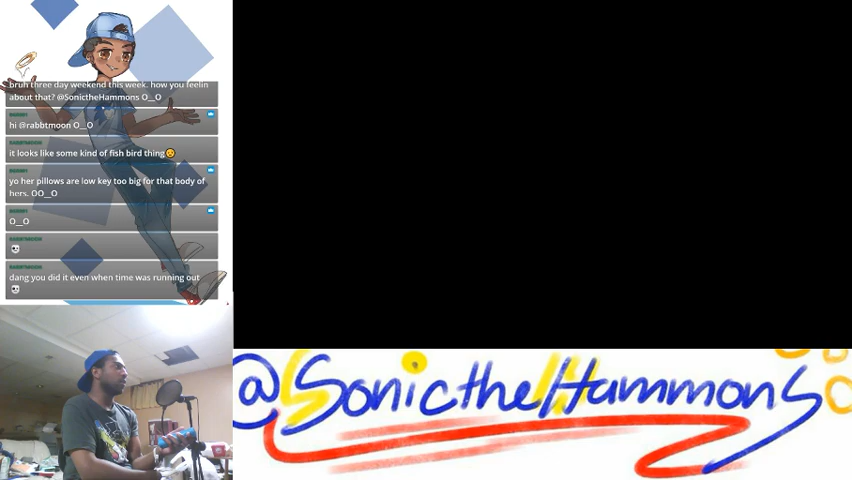 bruh three day weekend this week. how you feelin
about that? @SonictheHammons O__O
hi @rabbtmoon O__O
it looks like some kind of fish bird thing😉
yo her pillows are low key too big for that body of
hers. OO__O
O__O
dang you did it even when time was running out
@SonictheHammons